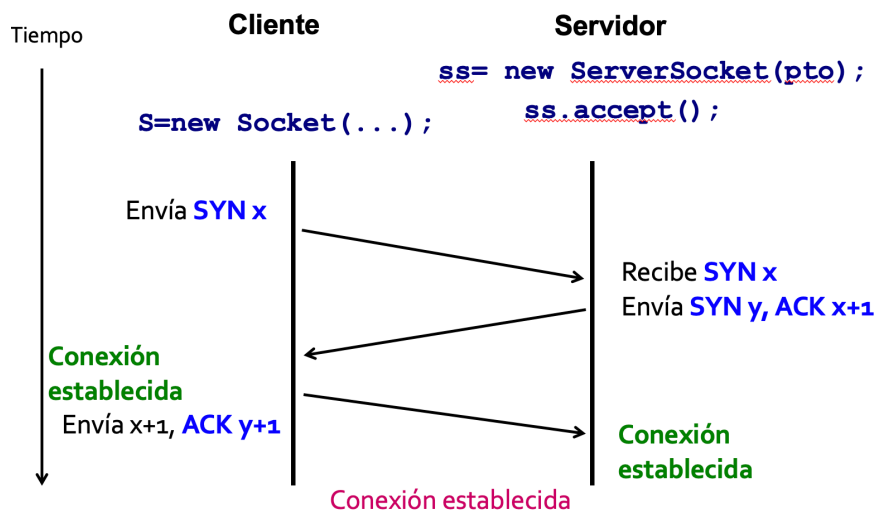 Tiempo
Cliente
Servidor
ss= new ServerSocket(pto);
ss.accept();
S=new Socket(...);
Envía SYN x
Recibe SYN x
Envía SYN y, ACK x+1
Conexión
establecida
Envía x+1, ACK y+1
Conexión
establecida
Conexión establecida